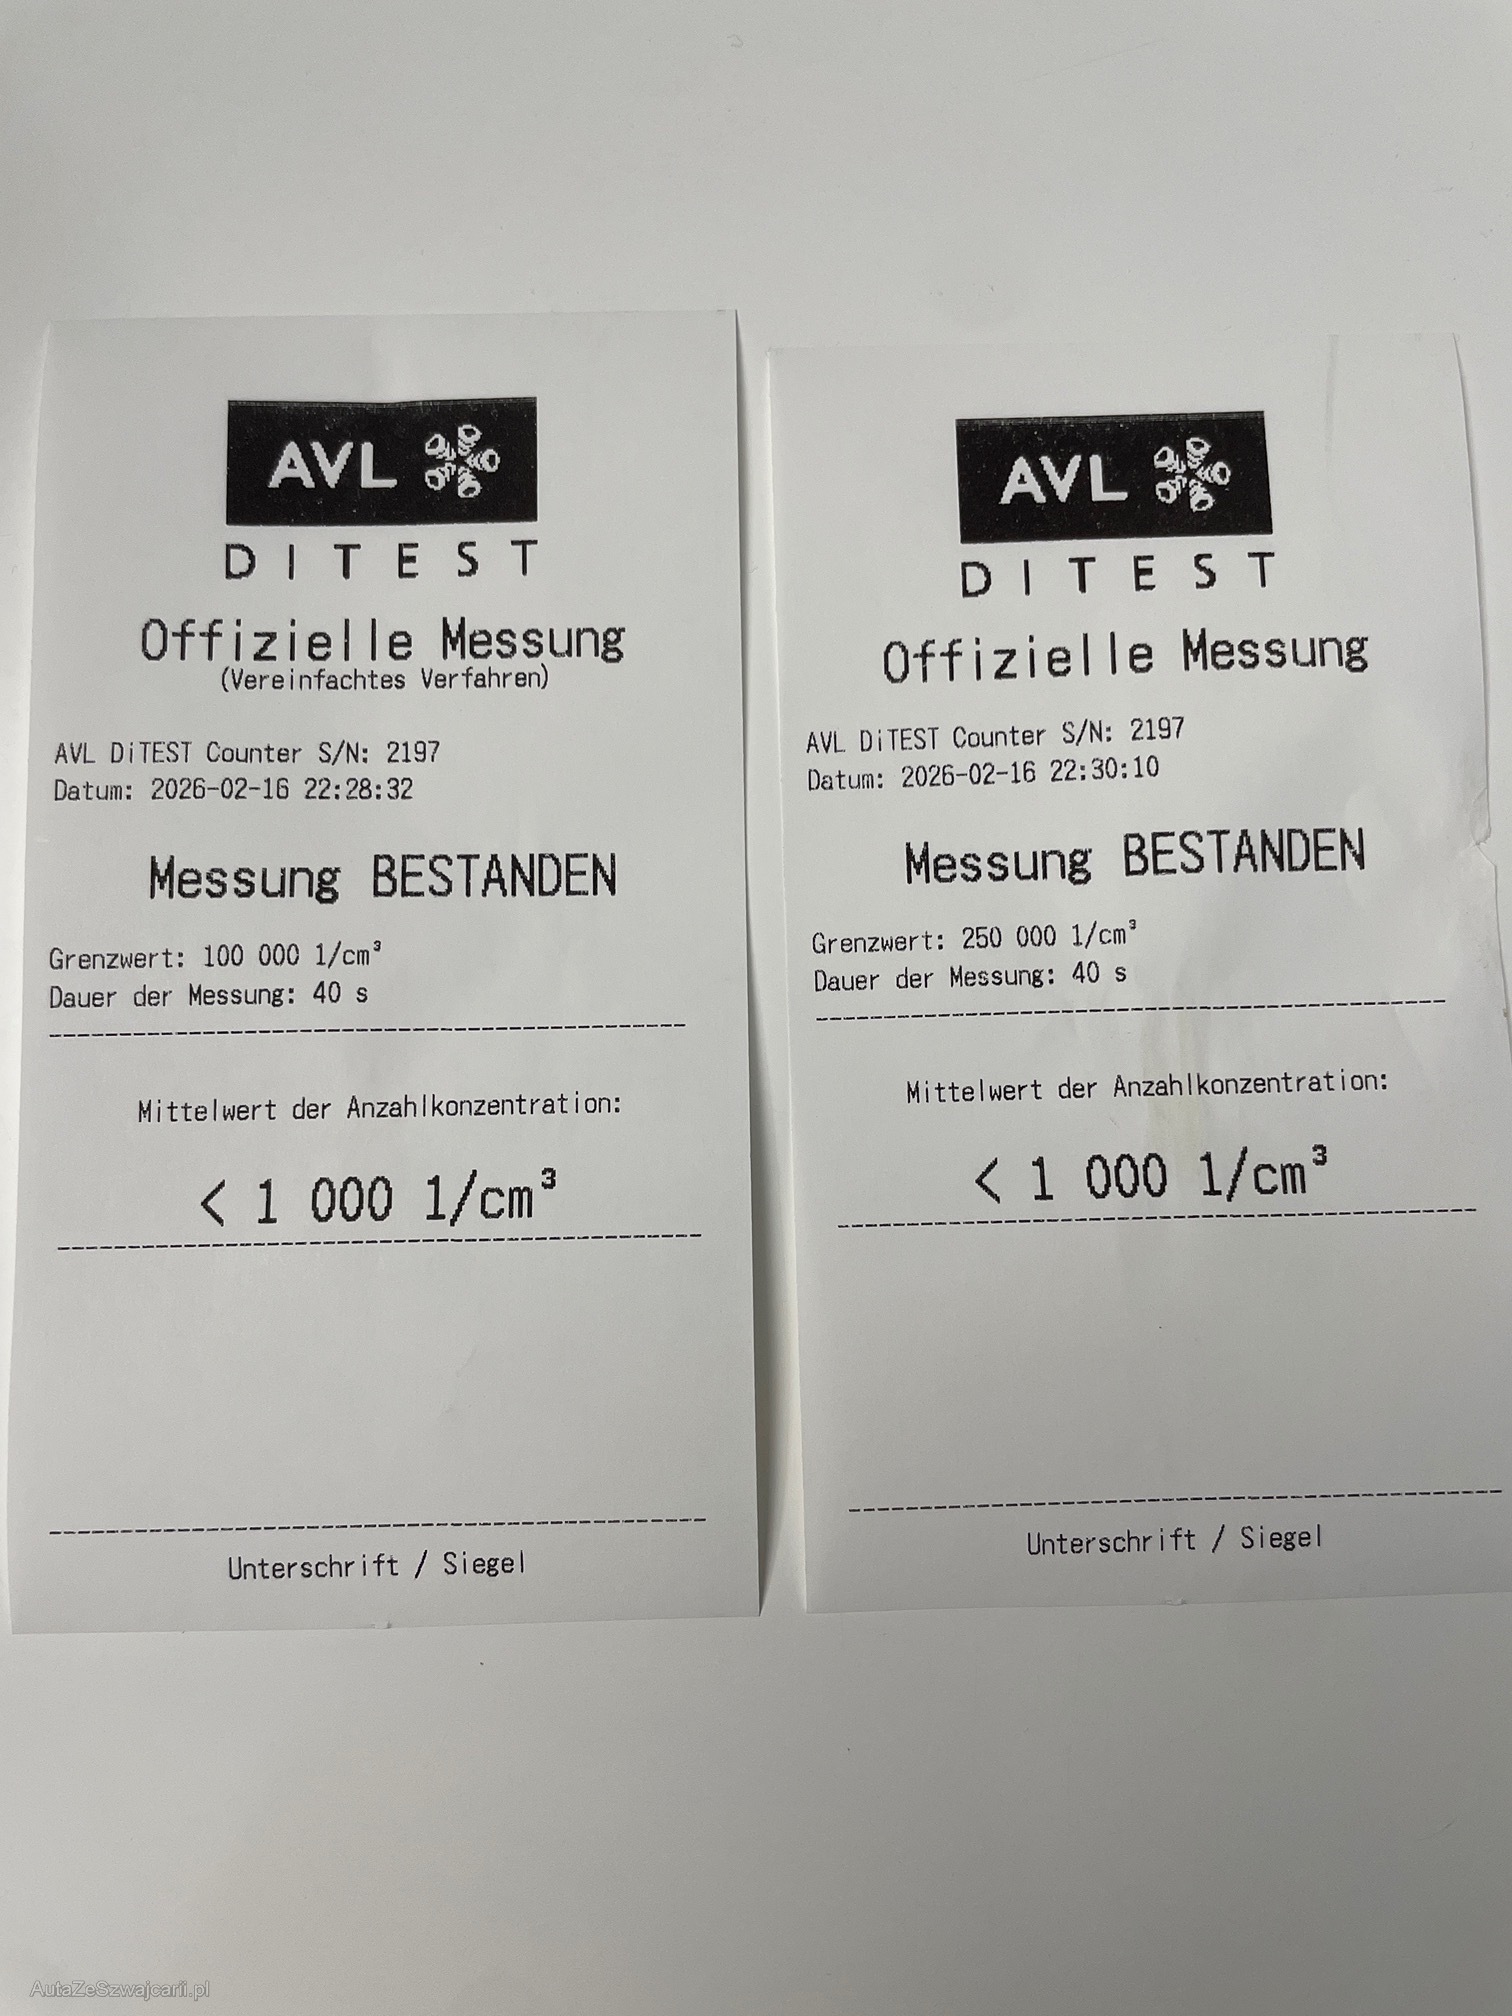 AVL
DITEST
Offizielle Messung
(Vereinfachtes Verfahren)
AVL DiTEST Counter S/N: 2197
Datum: 2026-02-16 22:28:32
Messung BESTANDEN
Grenzwert: 100 000 1/cm³
Dauer der Messung: 40 s
Mittelwert der Anzahlkonzentration:
< 1 000 1/cm³
Unterschrift / Siegel
AVL
DITEST
Offizielle Messung
AVL DiTEST Counter S/N: 2197
Datum: 2026-02-16 22:30:10
Messung BESTANDEN
Grenzwert: 250 000 1/cm³
Dauer der Messung: 40 s
Mittelwert der Anzahlkonzentration:
< 1 000 1/cm³
Unterschrift / Siegel
AutaZeSzwajcarii.pl